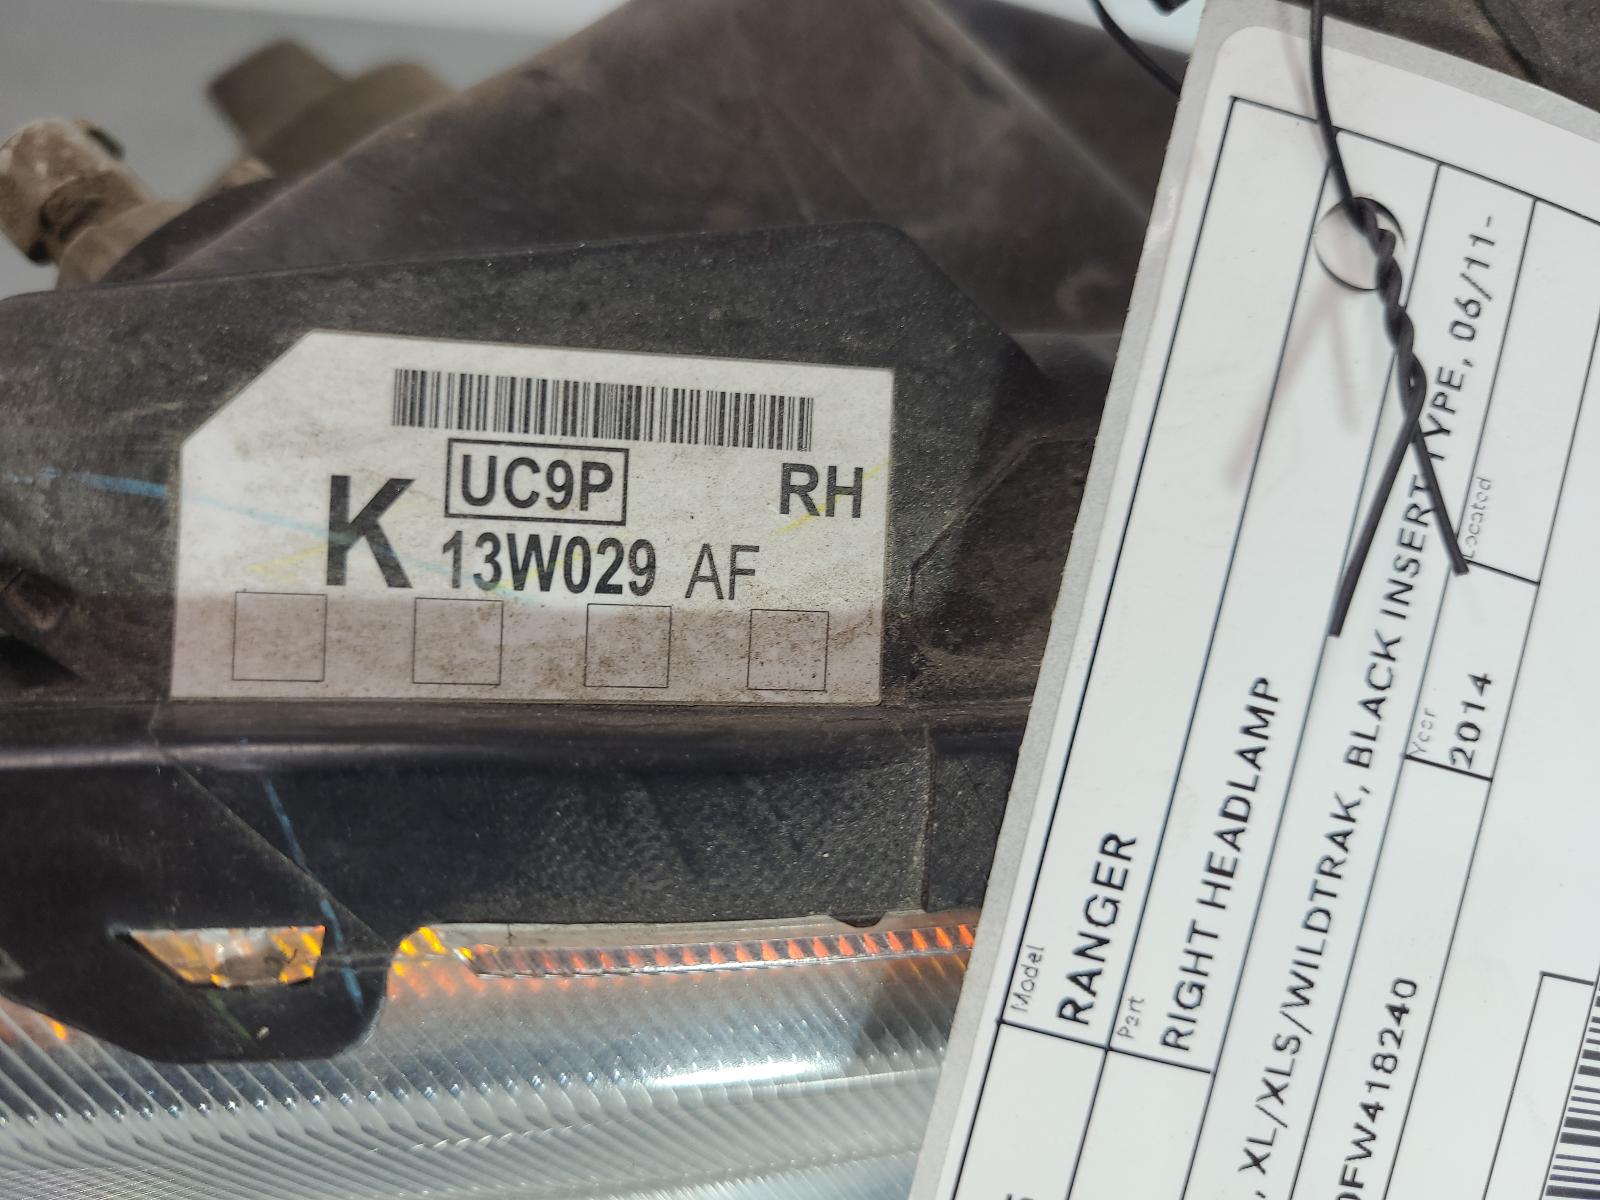 UC9P
RH
K
13W029 AF
Model
RANGER
Part
RIGHT HEADLAMP
, XL/XLS/WILDTRAK, BLACK INSERT TYPE, 06/11-
FW418240
Year
2014
Located